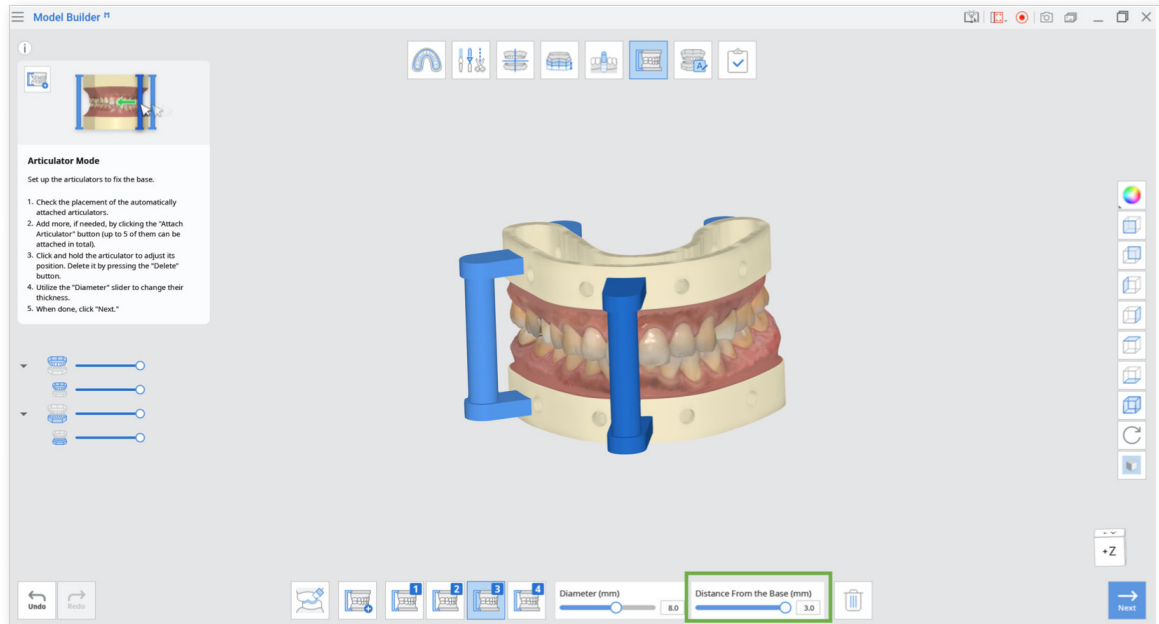 Model Builder M
i
Articulator Mode
Set up the articulators to fix the base.
1. Check the placement of the automatically
attached articulators.
2. Add more, if needed, by clicking the "Attach
Articulator" button (up to 5 of them can be
attached in total).
3. Click and hold the articulator to adjust its
position. Delete it by pressing the "Delete"
button.
4. Utilize the "Diameter" slider to change their
thickness.
5. When done, click "Next."
A
+Z
Undo
Redo
1
2
3
4
Diameter (mm)
8.0
Distance From the Base (mm)
3.0
Next